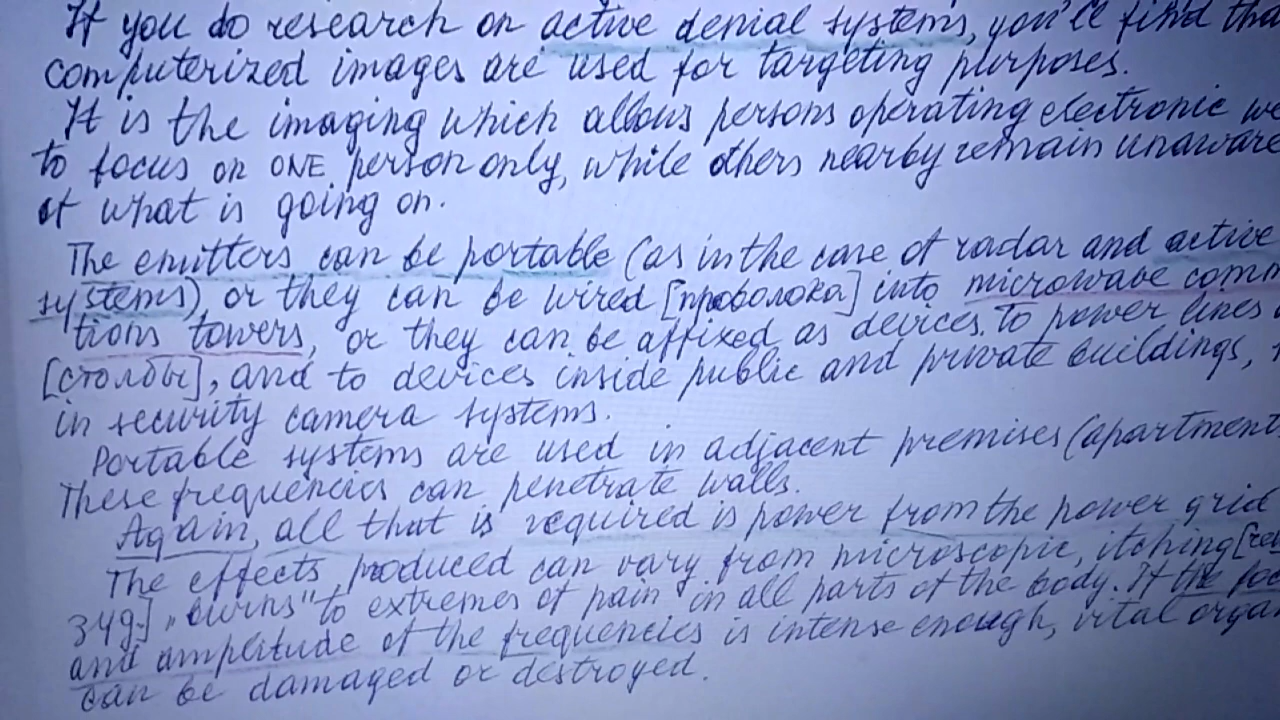 If you do research on active denial systems, you'll find tha
computerized images are used for targeting purposes.
It is the imaging which allows persons operating electronic we
to focus on ONE person only, while others nearby remain unaware
of what is going on.
The emitters can be portable (as in the case of radar and active
systems), or they can be wired [проволока] into microwave comm
tions towers, or they can be affixed as devices to power lines
[столбы], and to devices inside public and private buildings,
in security camera systems.
Portable systems are used in adjacent premises (apartment
These frequencies can penetrate walls.
Again, all that is required is power from the power grid
The effects produced can vary from microscopic, itching
зуд] „burns" to extremes of pain in all parts of the body. If the foc
and amplitude of the frequencies is intense enough, vital orga
can be damaged or destroyed.